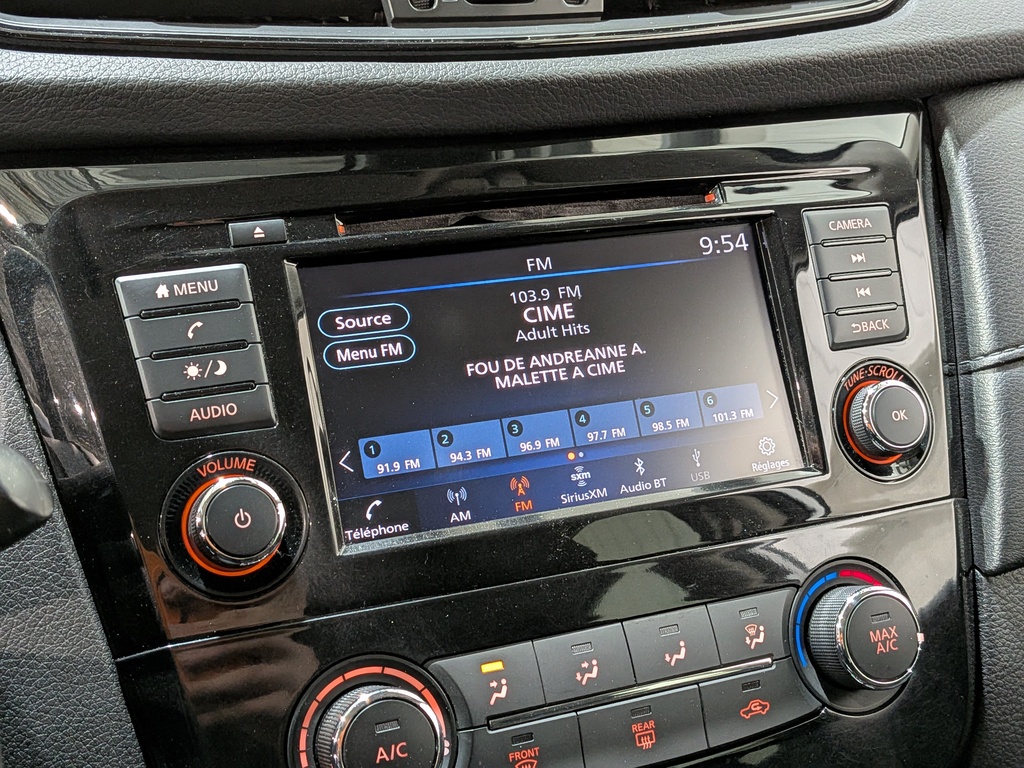 9:54
FM
CAMERA
MENU
103.9 FM
CIME
Adult Hits
Source
Menu FM
BACK
FOU DE ANDREANNE A.
MALETTE A CIME
AUDIO
TUNE·SCROLL
OK
1 91.9 FM
2 94.3 FM
3 96.9 FM
4 97.7 FM
5 98.5 FM
6 101.3 FM
VOLUME
Téléphone
AM
FM
sxm
SiriusXM
Audio BT
USB
Réglages
MAX
A/C
A/C
FRONT
REAR